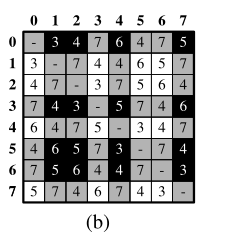 0 1 2 3 4 5 6 7
0 - 3 4 7 6 4 7 5
1 3 - 7 4 4 6 5 7
2 4 7 - 3 7 5 6 4
3 7 4 3 - 5 7 4 6
4 6 4 7 5 - 3 4 7
5 4 6 5 7 3 - 7 4
6 7 5 6 4 4 7 - 3
7 5 7 4 6 7 4 3 -
(b)